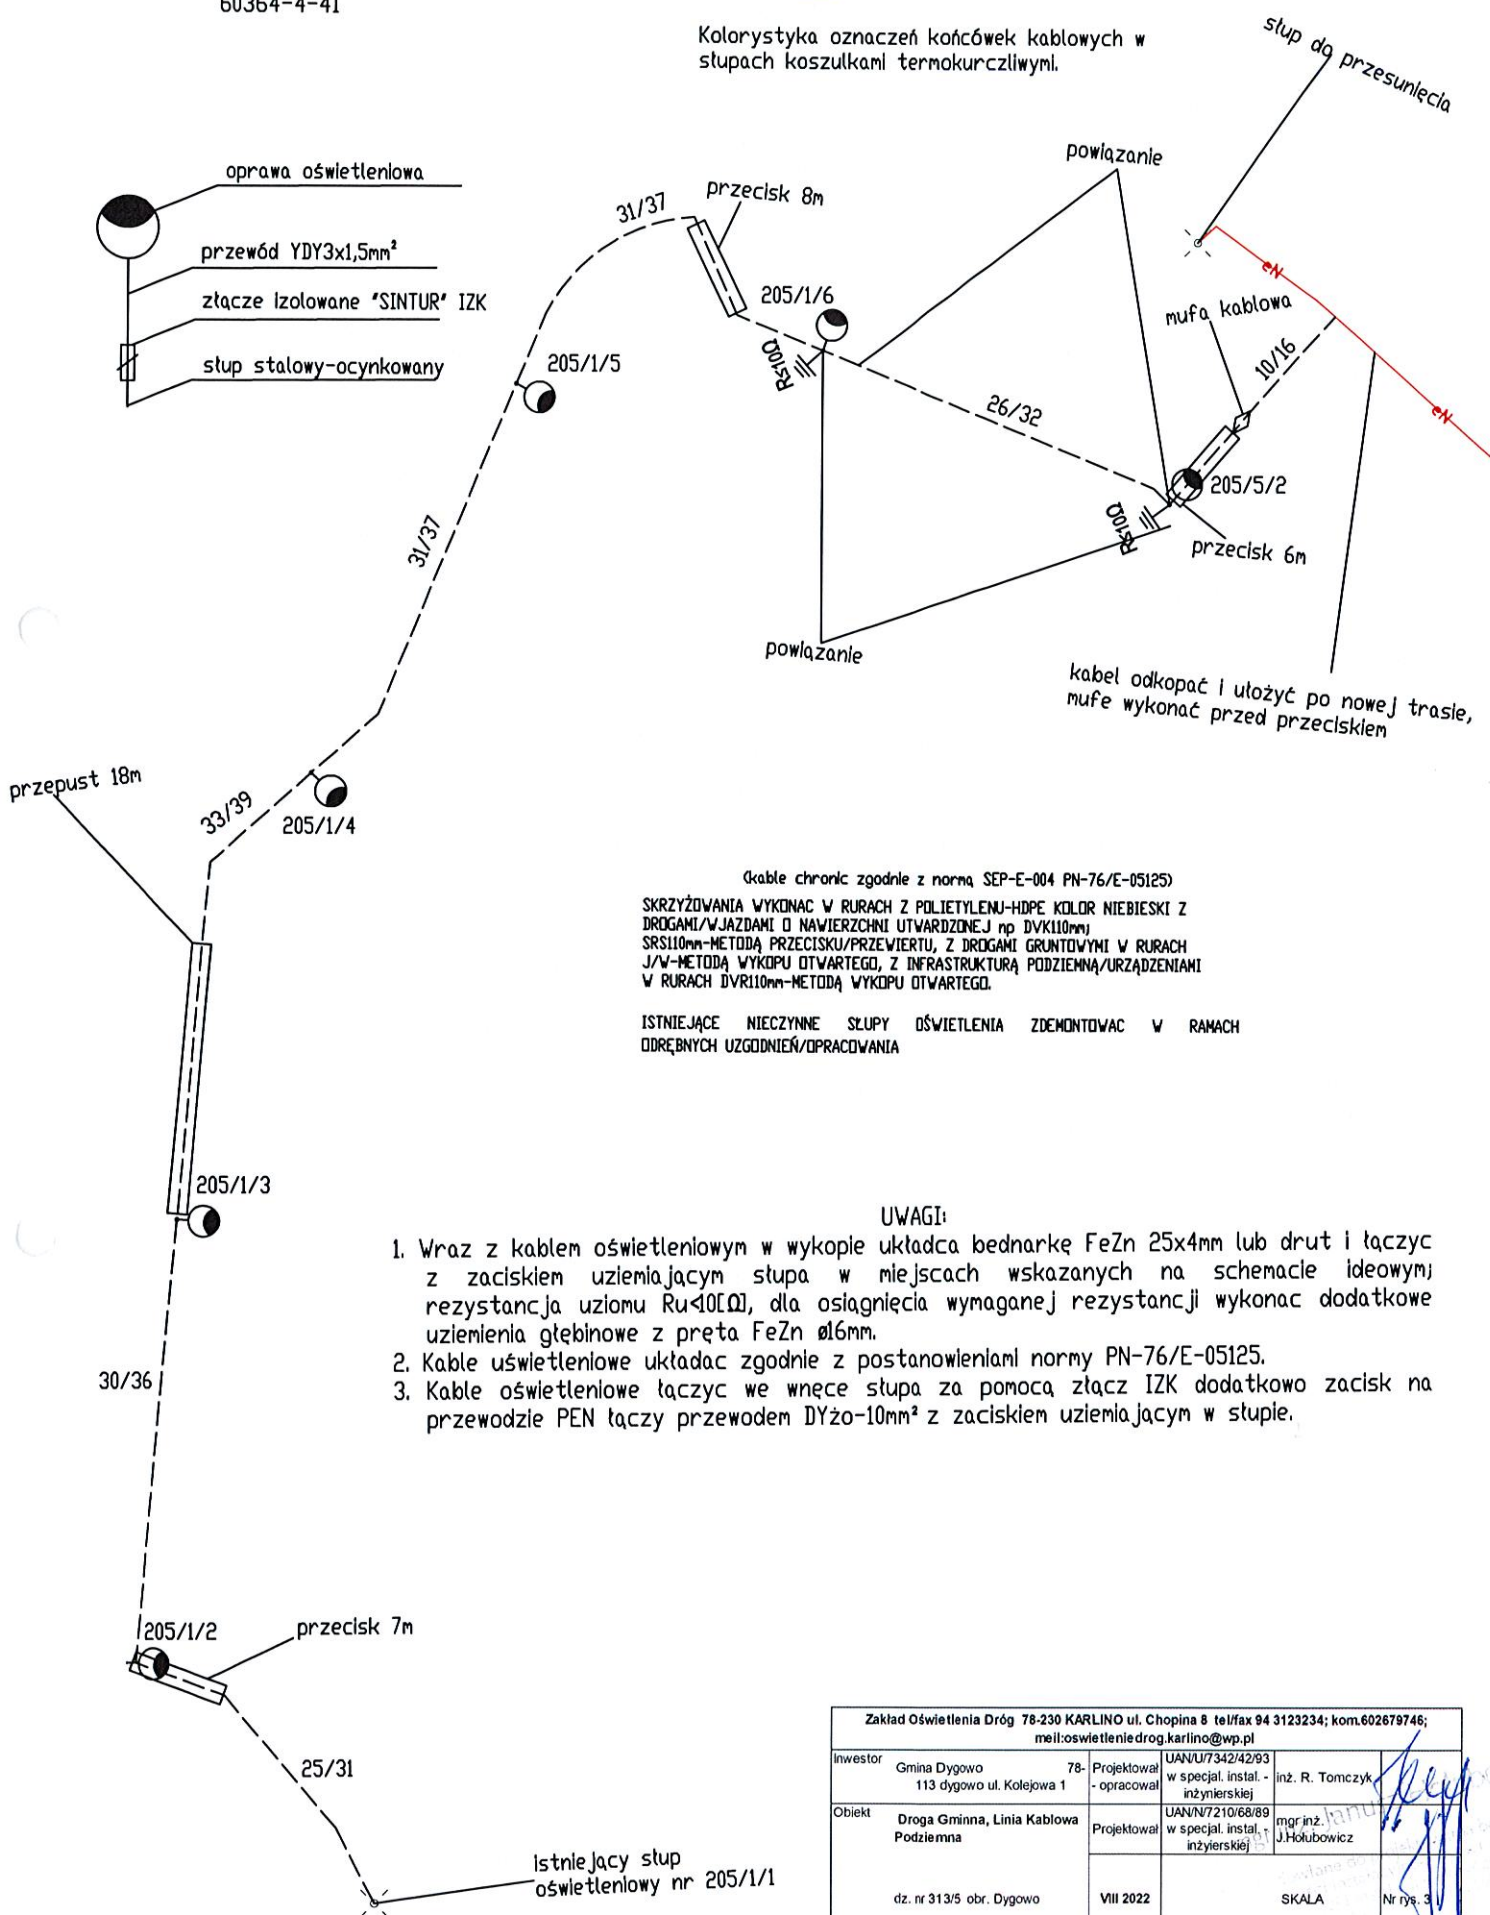 60364-4-41
Kolorystyka oznaczeń końcówek kablowych w
słupach koszulkami termokurczliwymi.
słup do przesunięcia
oprawa oświetleniowa
przewód YDY3x1,5mm²
złącze izolowane "SINTUR" IZK
słup stalowy-ocynkowany
31/37
przecisk 8m
powiązanie
205/1/6
R≤10Ω
eN
mufa kablowa
10/16
205/1/5
26/32
eN
205/5/2
R≤10Ω
przecisk 6m
31/37
powiązanie
kabel odkopać i ułożyć po nowej trasie,
mufe wykonać przed przeciskiem
przepust 18m
33/39
205/1/4
(kable chronic zgodnie z normą SEP-E-004 PN-76/E-05125)
SKRZYŻOWANIA WYKONAC W RURACH Z POLIETYLENU-HDPE KOLOR NIEBIESKI Z
DROGAMI/WJAZDAMI O NAWIERZCHNI UTWARDZONEJ np DVK110mm;
SRS110mm-METODĄ PRZECISKU/PRZEWIERTU, Z DROGAMI GRUNTOWYMI W RURACH
J/W-METODĄ WYKOPU OTWARTEGO, Z INFRASTRUKTURĄ PODZIEMNĄ/URZĄDZENIAMI
W RURACH DVR110mm-METODĄ WYKOPU OTWARTEGO.
ISTNIEJĄCE NIECZYNNE SŁUPY OŚWIETLENIA ZDEMONTOWAC W RAMACH
ODRĘBNYCH UZGODNIEŃ/OPRACOWANIA
205/1/3
UWAGI:
1. Wraz z kablem oświetleniowym w wykopie układca bednarkę FeZn 25x4mm lub drut i łączyc
z zaciskiem uziemiającym słupa w miejscach wskazanych na schemacie ideowym;
rezystancja uziomu Ru<10[Ω], dla osiągnięcia wymaganej rezystancji wykonac dodatkowe
uziemienia głębinowe z pręta FeZn ø16mm.
2. Kable uświetleniowe układac zgodnie z postanowieniami normy PN-76/E-05125.
3. Kable oświetleniowe łączyc we wnęce słupa za pomocą złącz IZK dodatkowo zacisk na
przewodzie PEN łączy przewodem DYżo-10mm² z zaciskiem uziemiającym w słupie.
30/36
205/1/2
przecisk 7m
25/31
istniejący słup
oświetleniowy nr 205/1/1
Zakład Oświetlenia Dróg 78-230 KARLINO ul. Chopina 8 tel/fax 94 3123234; kom.602679746;
meil:oswietleniedrog.karlino@wp.pl
Inwestor
Gmina Dygowo 78-
113 dygowo ul. Kolejowa 1
Projektował
- opracował
UAN/U/7342/42/93
w specjal. instal. -
inżynierskiej
inż. R. Tomczyk
Obiekt
Droga Gminna, Linia Kablowa
Podziemna
Projektował
UAN/N/7210/68/89
w specjal. instal. -
inżyierskiej
mgr inż.
J.Hołubowicz
dz. nr 313/5 obr. Dygowo
VIII 2022
SKALA
Nr rys. 3